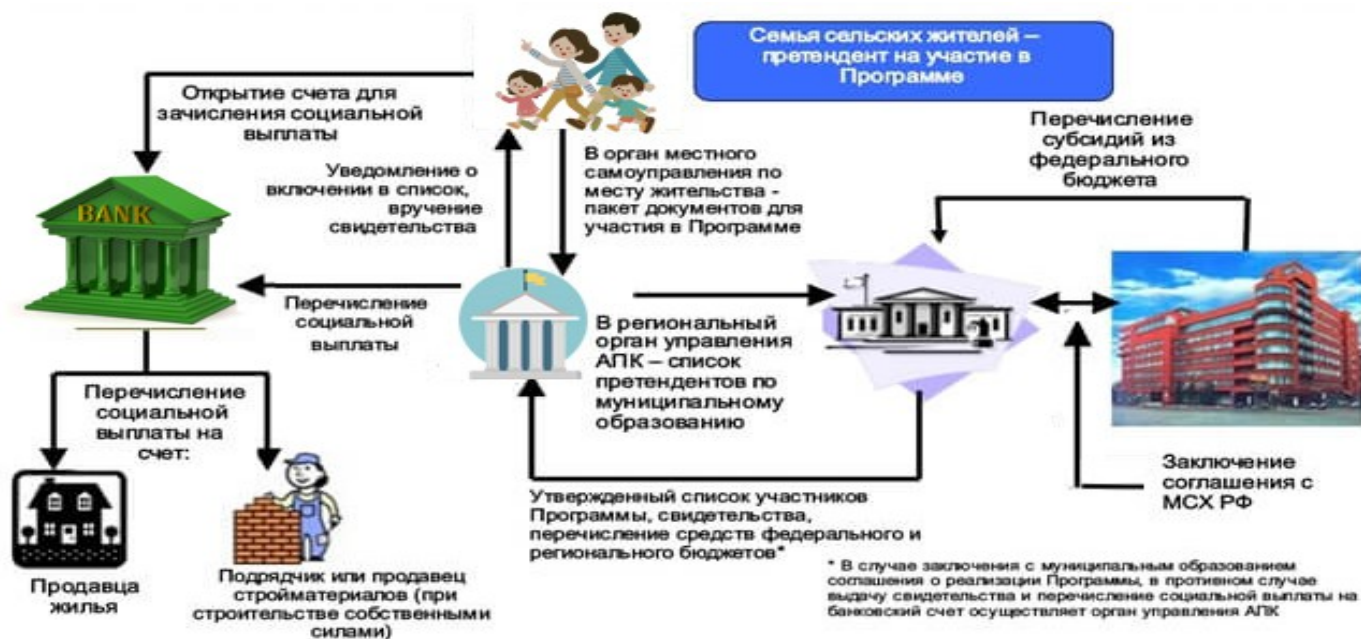 Семья сельских жителей –
претендент на участие в
Программе
Открытие счета для
зачисления социальной
выплаты
Перечисление
субсидий из
федерального
бюджета
Уведомление о
включении в список,
вручение
свидетельства
В орган местного
самоуправления по
месту жительства -
пакет документов для
участия в Программе
BANK
Перечисление
социальной
выплаты
В региональный
орган управления
АПК – список
претендентов по
муниципальному
образованию
Перечисление
социальной
выплаты на
счет:
Заключение
соглашения с
МСХ РФ
Утвержденный список участников
Программы, свидетельства,
перечисление средств федерального и
регионального бюджетов*
Продавца
жилья
Подрядчик или продавец
стройматериалов (при
строительстве собственными
силами)
* В случае заключения с муниципальным образованием
соглашения о реализации Программы, в противном случае
выдачу свидетельства и перечисление социальной выплаты на
банковский счет осуществляет орган управления АПК